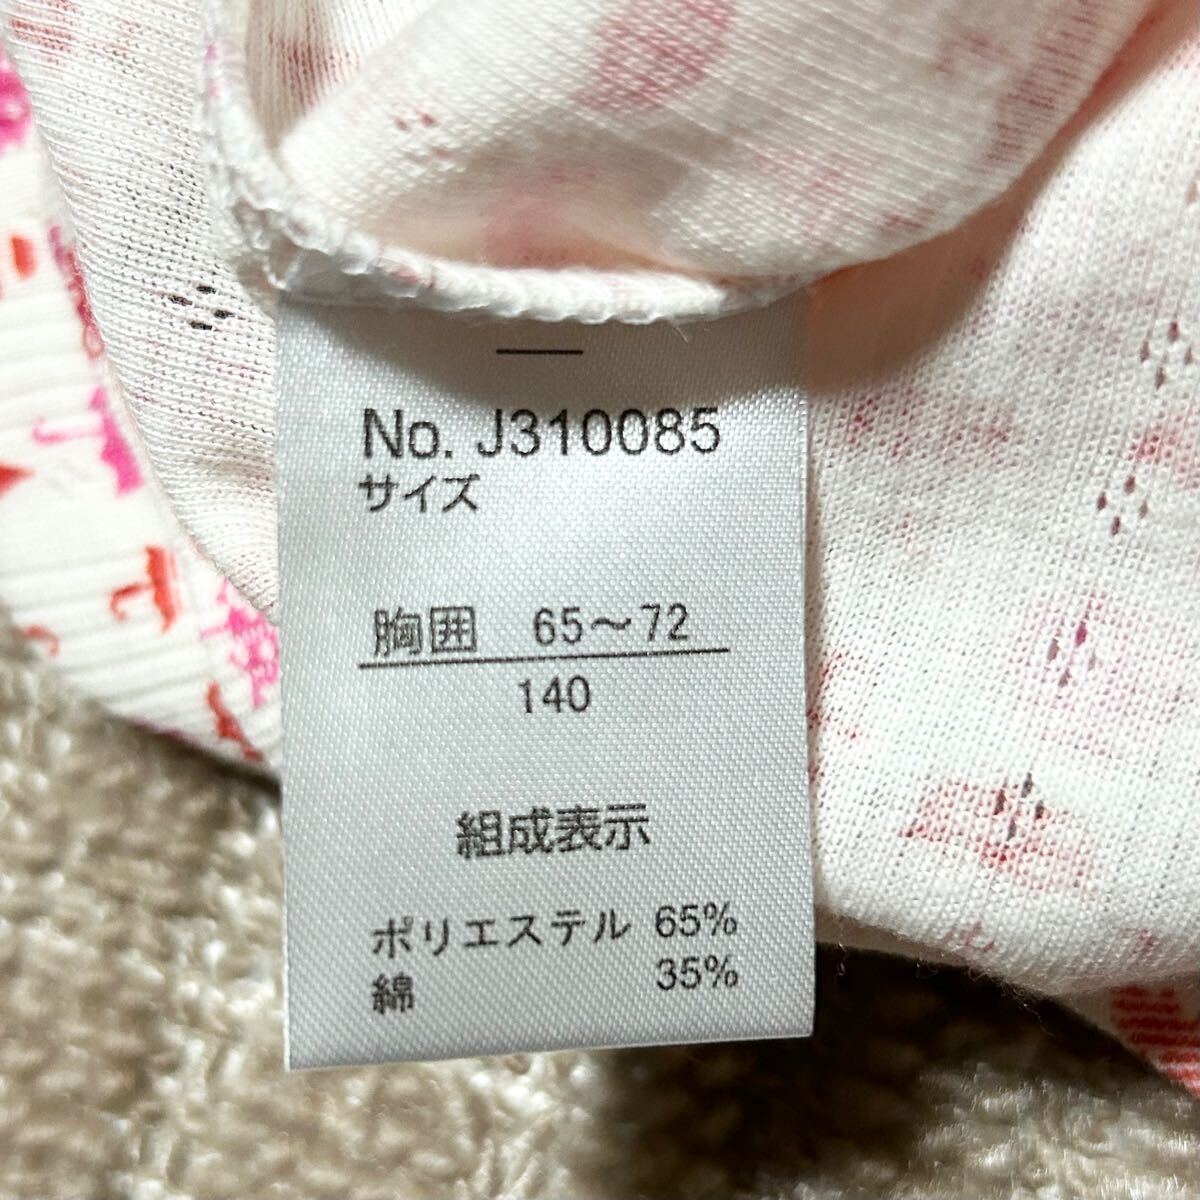 No. J310085
サイズ
胸囲 65～72
140
組成表示
ポリエステル 65%
綿 35%